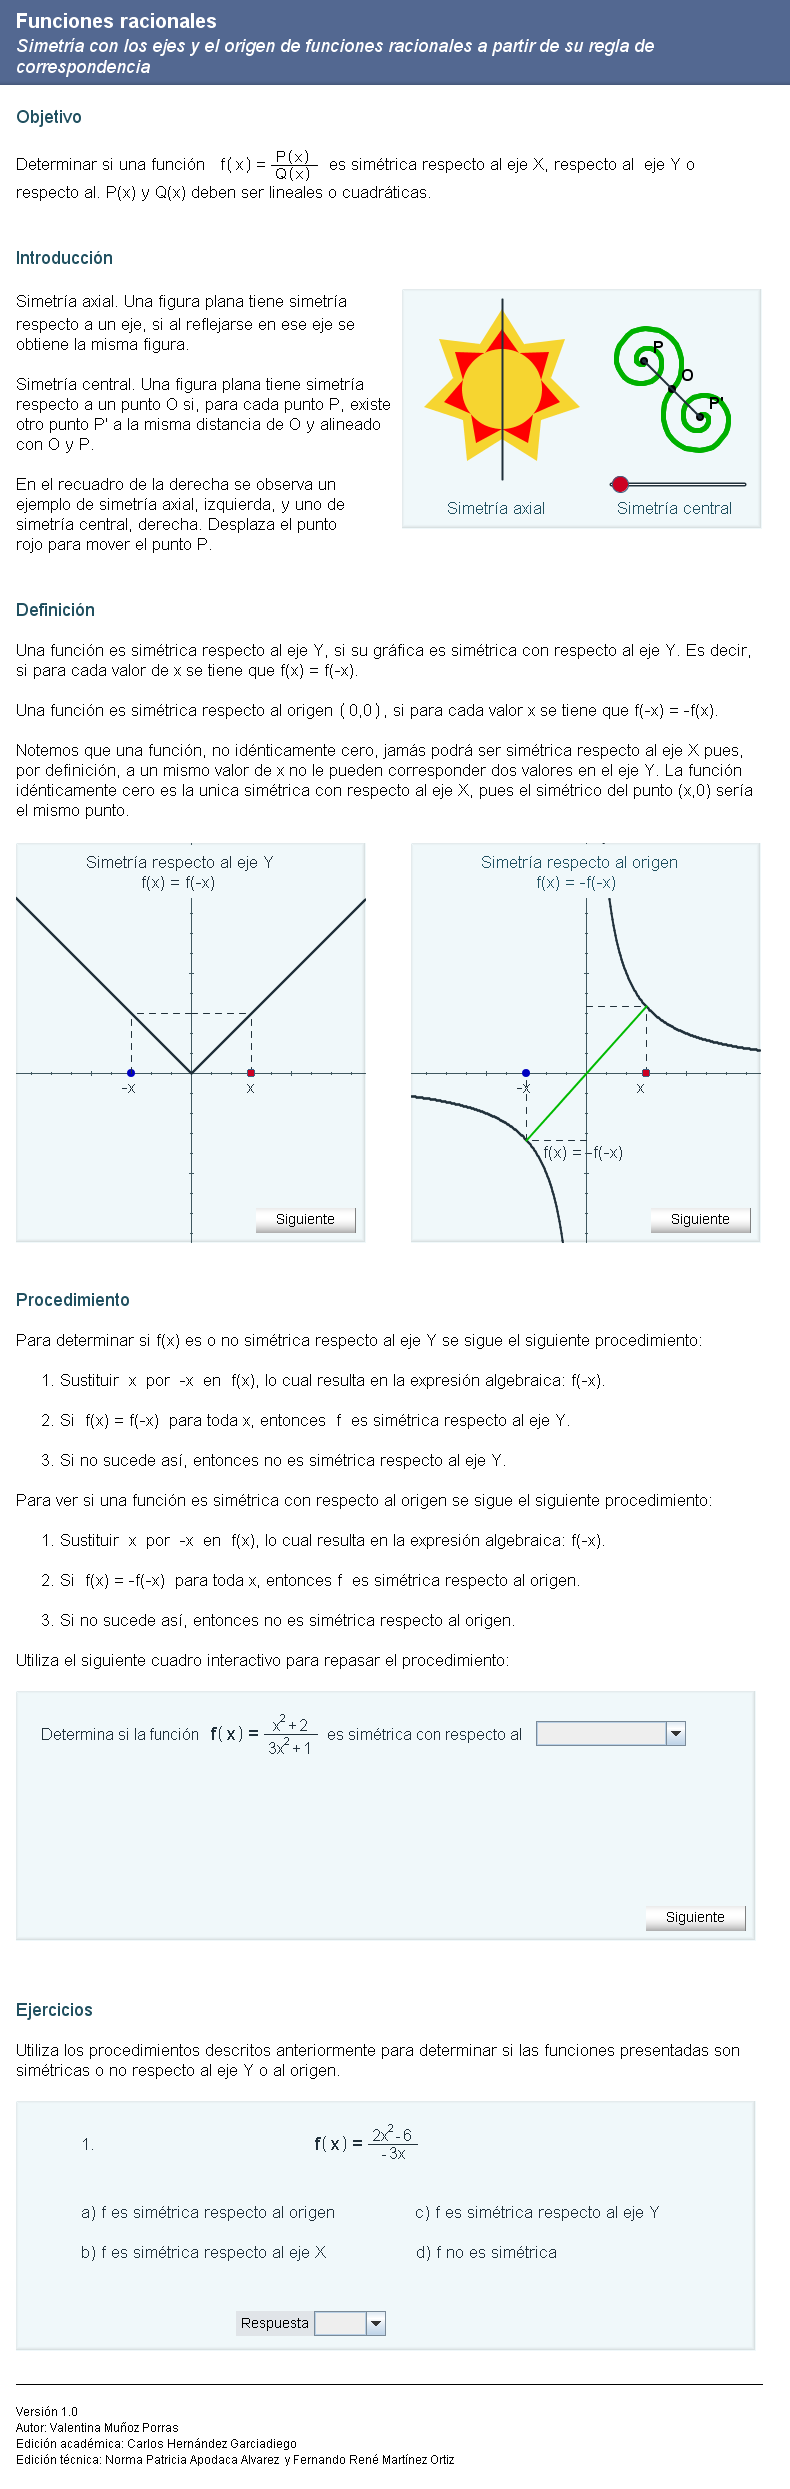 Funciones racionales
Simetría con los ejes y el origen de funciones racionales a partir de su regla de
correspondencia
Objetivo
Determinar si una función f(x) = P(x)/Q(x) es simétrica respecto al eje X, respecto al eje Y o
respecto al. P(x) y Q(x) deben ser lineales o cuadráticas.
Introducción
Simetría axial. Una figura plana tiene simetría
respecto a un eje, si al reflejarse en ese eje se
obtiene la misma figura.
Simetría central. Una figura plana tiene simetría
respecto a un punto O si, para cada punto P, existe
otro punto P' a la misma distancia de O y alineado
con O y P.
En el recuadro de la derecha se observa un
ejemplo de simetría axial, izquierda, y uno de
simetría central, derecha. Desplaza el punto
rojo para mover el punto P.
P
O
P'
Simetría axial
Simetría central
Definición
Una función es simétrica respecto al eje Y, si su gráfica es simétrica con respecto al eje Y. Es decir,
si para cada valor de x se tiene que f(x) = f(-x).
Una función es simétrica respecto al origen (0,0), si para cada valor x se tiene que f(-x) = -f(x).
Notemos que una función, no idénticamente cero, jamás podrá ser simétrica respecto al eje X pues,
por definición, a un mismo valor de x no le pueden corresponder dos valores en el eje Y. La función
idénticamente cero es la unica simétrica con respecto al eje X, pues el simétrico del punto (x,0) sería
el mismo punto.
Simetría respecto al eje Y
f(x) = f(-x)
-x
x
Siguiente
Simetría respecto al origen
f(x) = -f(-x)
-x
x
f(x) = -f(-x)
Siguiente
Procedimiento
Para determinar si f(x) es o no simétrica respecto al eje Y se sigue el siguiente procedimiento:
1. Sustituir x por -x en f(x), lo cual resulta en la expresión algebraica: f(-x).
2. Si f(x) = f(-x) para toda x, entonces f es simétrica respecto al eje Y.
3. Si no sucede así, entonces no es simétrica respecto al eje Y.
Para ver si una función es simétrica con respecto al origen se sigue el siguiente procedimiento:
1. Sustituir x por -x en f(x), lo cual resulta en la expresión algebraica: f(-x).
2. Si f(x) = -f(-x) para toda x, entonces f es simétrica respecto al origen.
3. Si no sucede así, entonces no es simétrica respecto al origen.
Utiliza el siguiente cuadro interactivo para repasar el procedimiento:
Determina si la función f(x) = x²+2/3x²+1 es simétrica con respecto al
Siguiente
Ejercicios
Utiliza los procedimientos descritos anteriormente para determinar si las funciones presentadas son
simétricas o no respecto al eje Y o al origen.
1. f(x) = 2x²-6/-3x
a) f es simétrica respecto al origen
c) f es simétrica respecto al eje Y
b) f es simétrica respecto al eje X
d) f no es simétrica
Respuesta
Versión 1.0
Autor: Valentina Muñoz Porras
Edición académica: Carlos Hernández Garciadiego
Edición técnica: Norma Patricia Apodaca Alvarez y Fernando René Martínez Ortiz